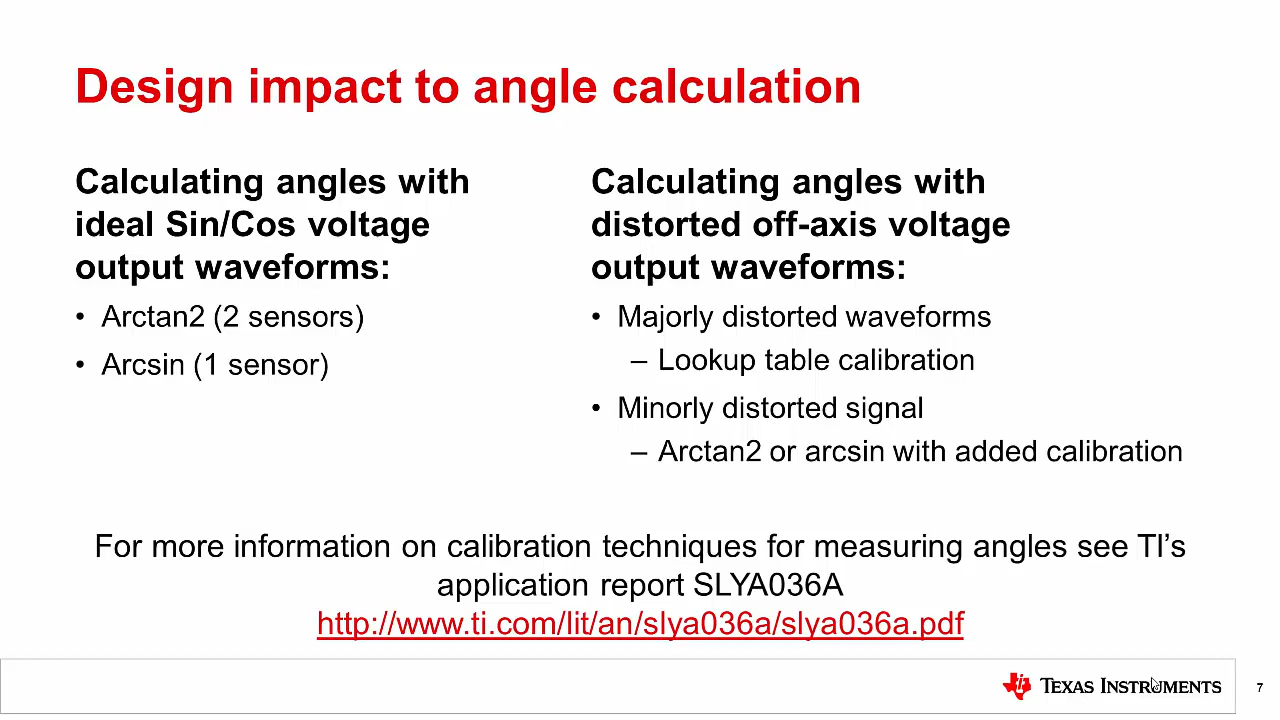 Design impact to angle calculation
Calculating angles with
ideal Sin/Cos voltage
output waveforms:
• Arctan2 (2 sensors)
• Arcsin (1 sensor)
Calculating angles with
distorted off-axis voltage
output waveforms:
• Majorly distorted waveforms
– Lookup table calibration
• Minorly distorted signal
– Arctan2 or arcsin with added calibration
For more information on calibration techniques for measuring angles see TI’s
application report SLYA036A
http://www.ti.com/lit/an/slya036a/slya036a.pdf
TEXAS INSTRUMENTS
7